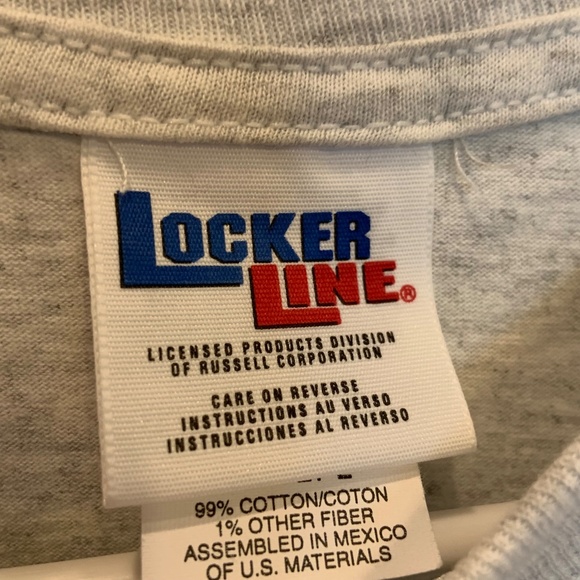 LOCKER
LINE®
LICENSED PRODUCTS DIVISION
OF RUSSELL CORPORATION
CARE ON REVERSE
INSTRUCTIONS AU VERSO
INSTRUCCIONES AL REVERSO
99% COTTON/COTON
1% OTHER FIBER
ASSEMBLED IN MEXICO
OF U.S. MATERIALS